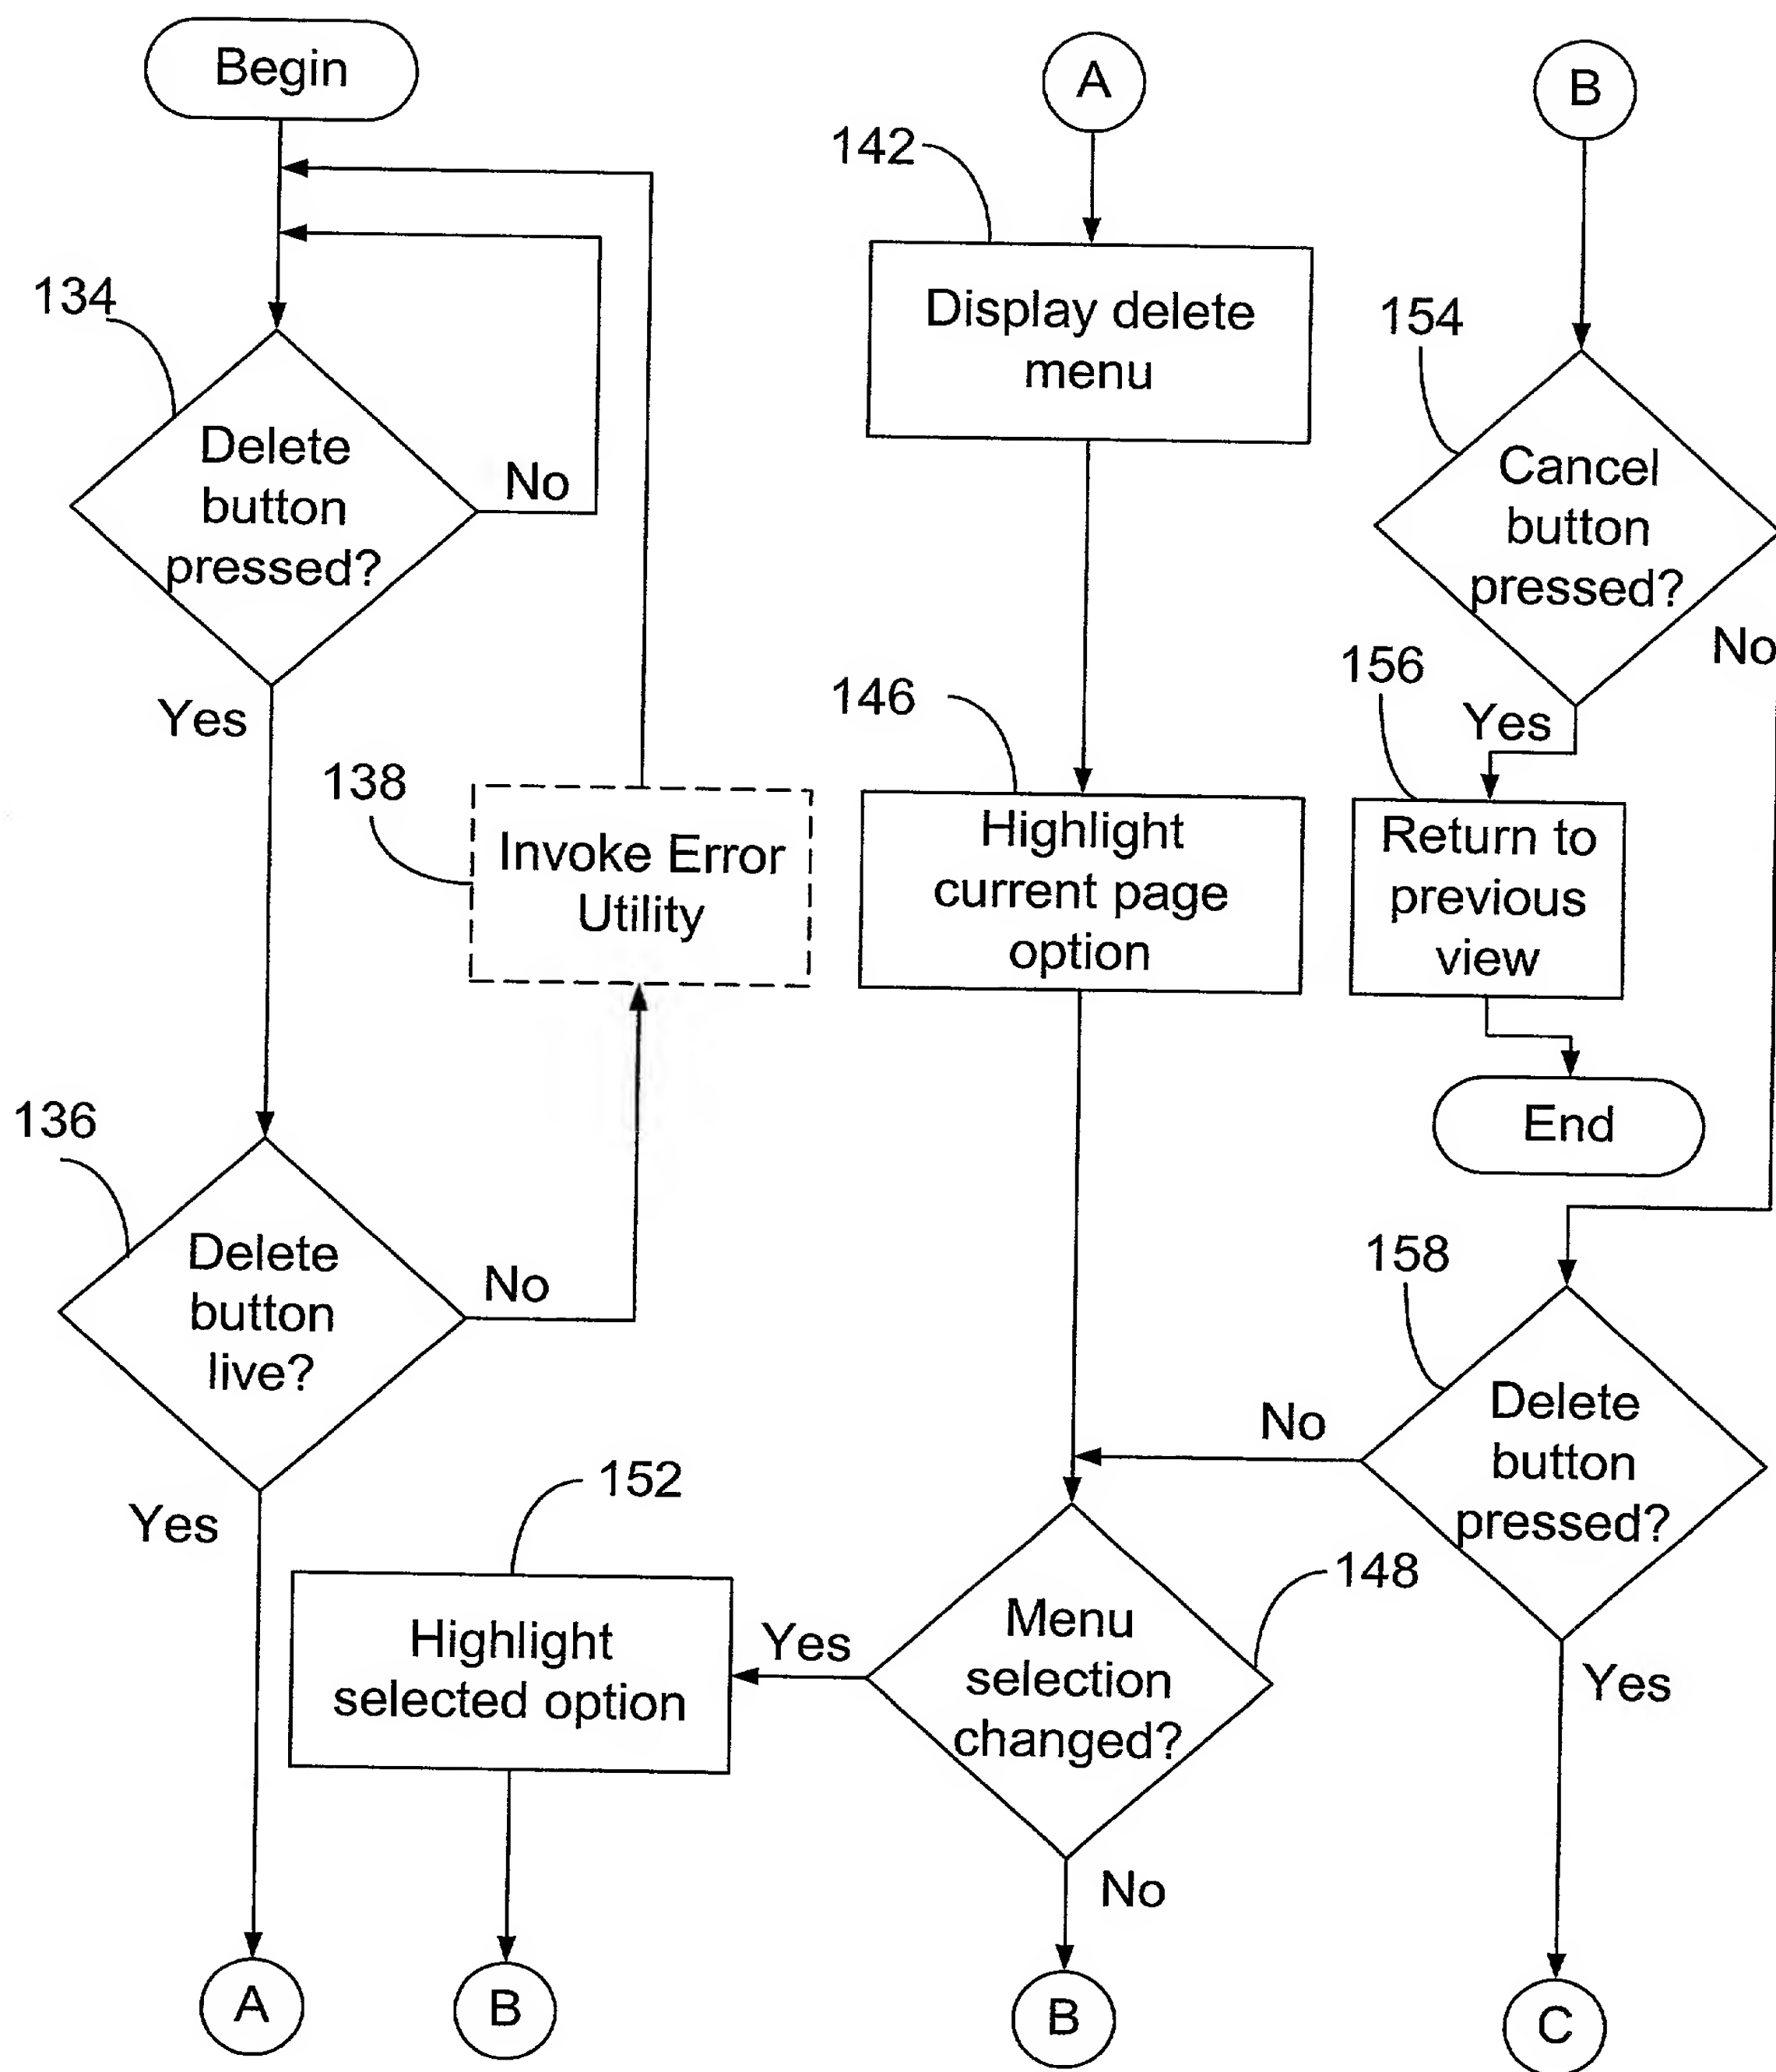 Begin
134
Delete
button
pressed?
No
Yes
138
Invoke Error
Utility
136
Delete
button
live?
No
Yes
A
A
142
Display delete
menu
146
Highlight
current page
option
148
Menu
selection
changed?
Yes
No
152
Highlight
selected option
B
B
B
154
Cancel
button
pressed?
No
Yes
156
Return to
previous
view
End
158
Delete
button
pressed?
No
Yes
C